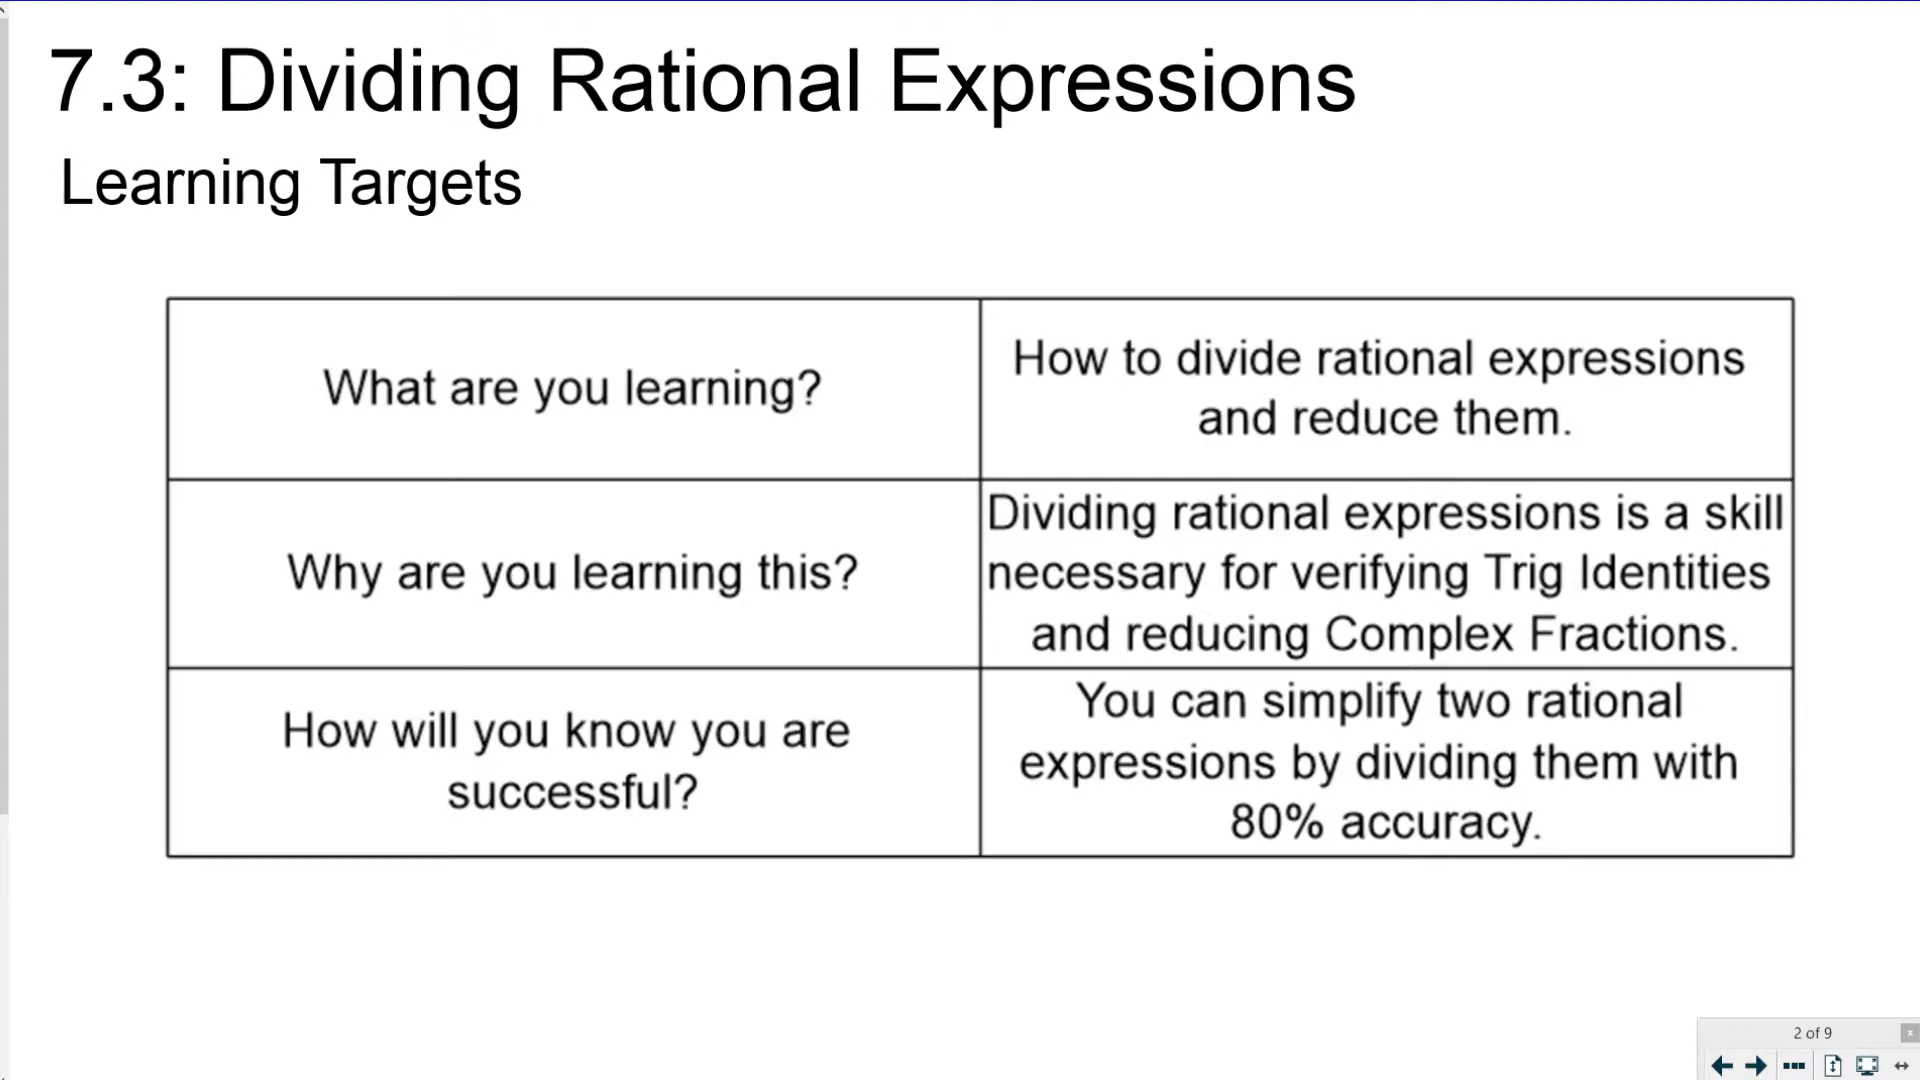 7.3: Dividing Rational Expressions
Learning Targets
What are you learning?
How to divide rational expressions
and reduce them.
Why are you learning this?
Dividing rational expressions is a skill
necessary for verifying Trig Identities
and reducing Complex Fractions.
How will you know you are
successful?
You can simplify two rational
expressions by dividing them with
80% accuracy.
2 of 9